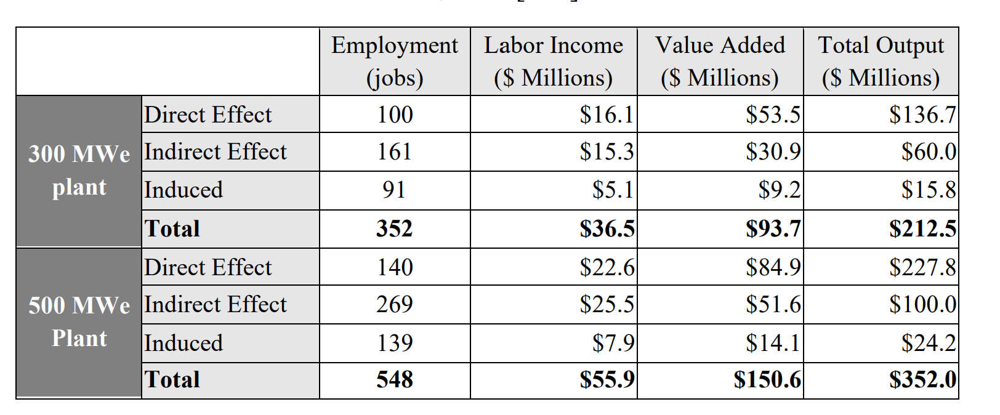 Employment (jobs) Labor Income ($ Millions) Value Added ($ Millions) Total Output ($ Millions)
300 MWe plant
Direct Effect 100 $16.1 $53.5 $136.7
Indirect Effect 161 $15.3 $30.9 $60.0
Induced 91 $5.1 $9.2 $15.8
Total 352 $36.5 $93.7 $212.5
500 MWe Plant
Direct Effect 140 $22.6 $84.9 $227.8
Indirect Effect 269 $25.5 $51.6 $100.0
Induced 139 $7.9 $14.1 $24.2
Total 548 $55.9 $150.6 $352.0